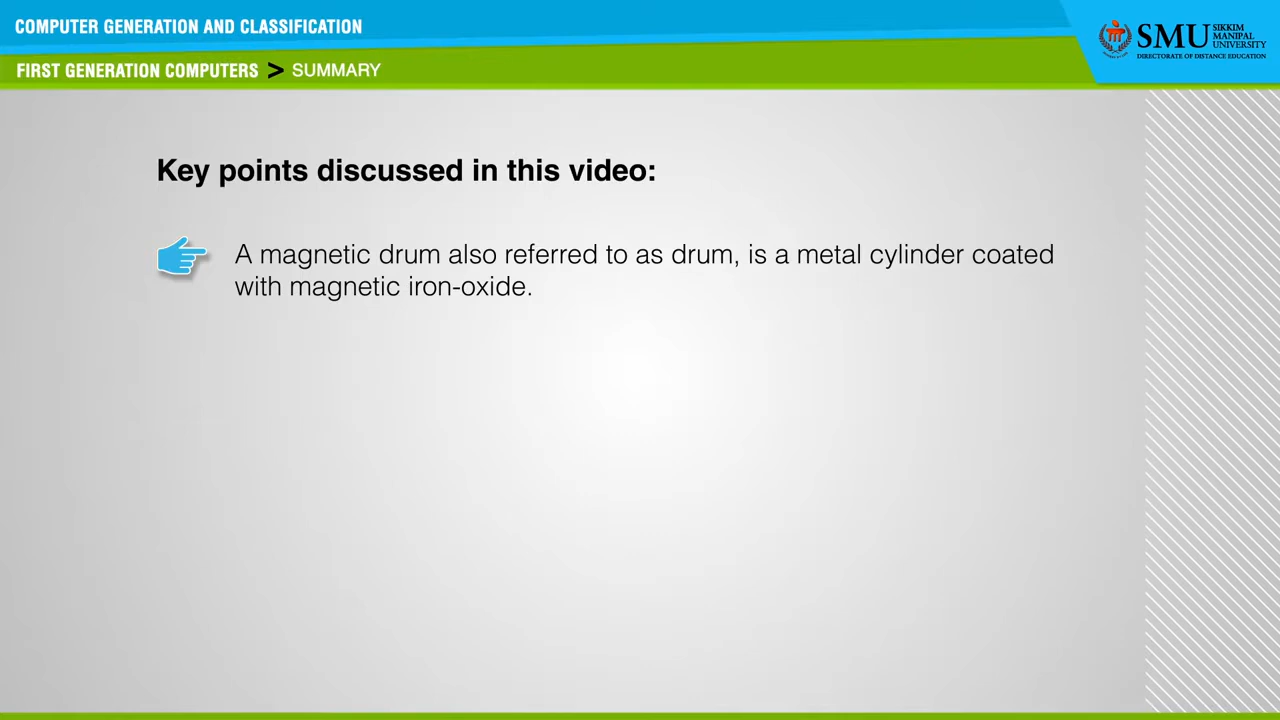 COMPUTER GENERATION AND CLASSIFICATION
FIRST GENERATION COMPUTERS > SUMMARY
SMU
SIKKIM
MANIPAL
UNIVERSITY
DIRECTORATE OF DISTANCE EDUCATION
Key points discussed in this video:
A magnetic drum also referred to as drum, is a metal cylinder coated
with magnetic iron-oxide.